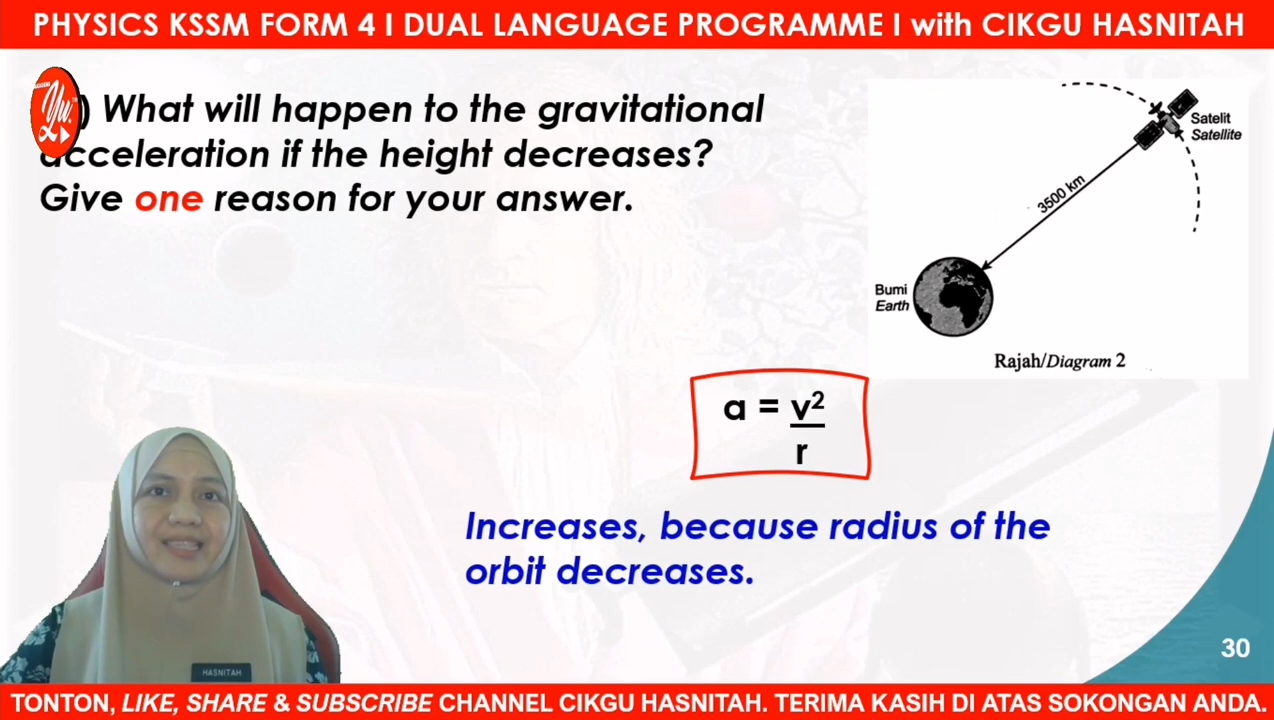 PHYSICS KSSM FORM 4 I DUAL LANGUAGE PROGRAMME I with CIKGU HASNITAH
) What will happen to the gravitational
acceleration if the height decreases?
Give one reason for your answer.
Satelit
Satellite
3500 km
Bumi
Earth
Rajah/Diagram 2
a = v²
r
Increases, because radius of the
orbit decreases.
HASNITAH
30
TONTON, LIKE, SHARE & SUBSCRIBE CHANNEL CIKGU HASNITAH. TERIMA KASIH DI ATAS SOKONGAN ANDA.